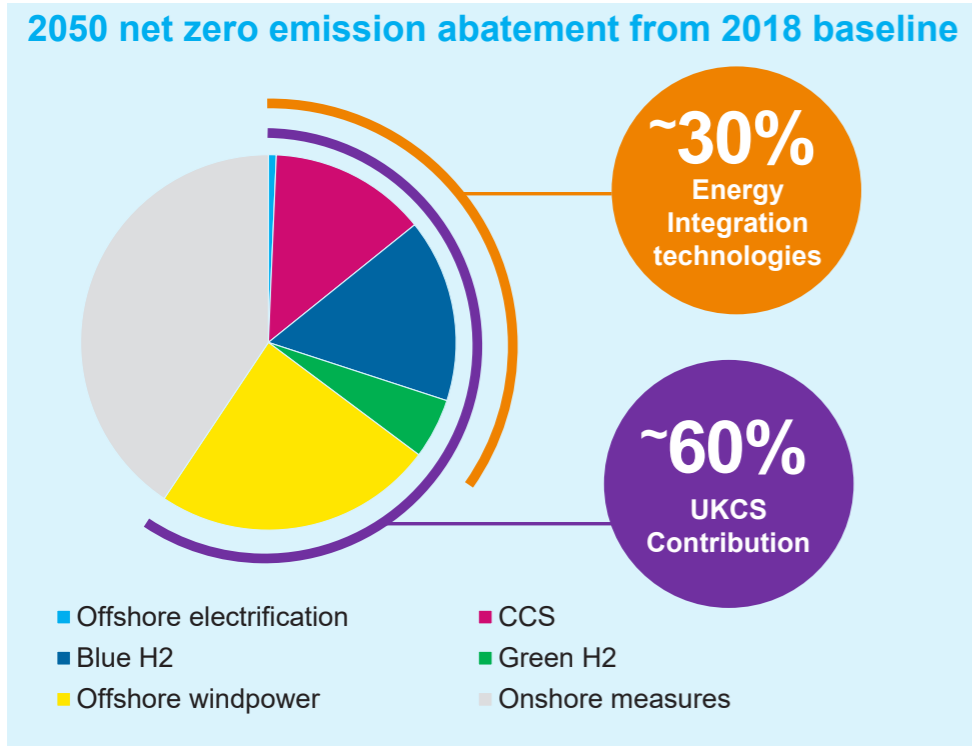 2050 net zero emission abatement from 2018 baseline
~30%
Energy
Integration
technologies
~60%
UKCS
Contribution
Offshore electrification
CCS
Blue H2
Green H2
Offshore windpower
Onshore measures